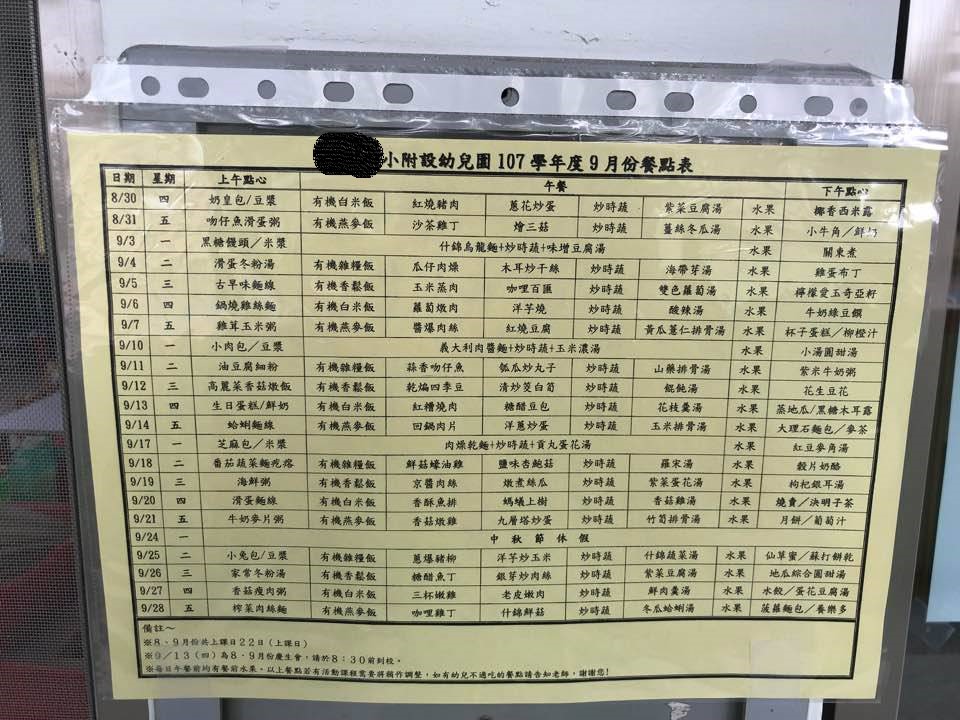 小附設幼兒園 107 學年度 9 月份餐點表
日期 星期 上午點心 午餐 下午點心
8/30 四 奶皇包/豆漿 有機白米飯 紅燒豬肉 蔥花炒蛋 炒時蔬 紫菜豆腐湯 水果 椰香西米露
8/31 五 吻仔魚滑蛋粥 有機燕麥飯 沙茶雞丁 燴三菇 炒時蔬 薑絲冬瓜湯 水果 小牛角/鮮奶
9/3 一 黑糖饅頭/米漿 什錦烏龍麵+炒時蔬+味增豆腐湯 水果 關東煮
9/4 二 滑蛋冬粉湯 有機雜糧飯 瓜仔肉燥 木耳炒干絲 炒時蔬 海帶芽湯 水果 雞蛋布丁
9/5 三 古早味麵線 有機香鬆飯 玉米蒸肉 咖哩百匯 炒時蔬 雙色蘿蔔湯 水果 檸檬愛玉奇亞籽
9/6 四 鍋燒雞絲麵 有機白米飯 蘿蔔燉肉 洋芋燒 炒時蔬 酸辣湯 水果 牛奶綠豆饌
9/7 五 雞茸玉米粥 有機燕麥飯 醬爆肉絲 紅燒豆腐 炒時蔬 黃瓜薏仁排骨湯 水果 杯子蛋糕/柳橙汁
9/10 一 小肉包/豆漿 義大利肉醬麵+炒時蔬+玉米濃湯 水果 小湯圓甜湯
9/11 二 油豆腐細粉 有機雜糧飯 蒜香吻仔魚 瓠瓜炒丸子 炒時蔬 山藥排骨湯 水果 紫米牛奶粥
9/12 三 高麗菜香菇燉飯 有機香鬆飯 乾煸四季豆 清炒茭白筍 炒時蔬 餛飩湯 水果 花生豆花
9/13 四 生日蛋糕/鮮奶 有機白米飯 紅糟燒肉 糖醋豆包 炒時蔬 花枝羹湯 水果 蒸地瓜/黑糖木耳露
9/14 五 蛤蜊麵線 有機燕麥飯 回鍋肉片 洋蔥炒蛋 炒時蔬 玉米排骨湯 水果 大理石麵包/麥茶
9/17 一 芝麻包/米漿 肉燥乾麵+炒時蔬+貢丸蛋花湯 水果 紅豆麥角湯
9/18 二 番茄蔬菜麵疙瘩 有機雜糧飯 鮮菇蠔油雞 鹽味杏鮑菇 炒時蔬 羅宋湯 水果 穀片奶酪
9/19 三 海鮮粥 有機香鬆飯 京醬肉絲 燉煮絲瓜 炒時蔬 紫菜蛋花湯 水果 枸杞銀耳湯
9/20 四 滑蛋麵線 有機白米飯 香酥魚排 螞蟻上樹 炒時蔬 香菇雞湯 水果 燒賣/決明子茶
9/21 五 牛奶麥片粥 有機燕麥飯 香菇燉雞 九層塔炒蛋 炒時蔬 竹筍排骨湯 水果 月餅/葡萄汁
9/24 一 中秋節休假
9/25 二 小兔包/豆漿 有機雜糧飯 蔥爆豬柳 洋芋炒玉米 炒時蔬 什錦蔬菜湯 水果 仙草蜜/蘇打餅乾
9/26 三 家常冬粉湯 有機香鬆飯 糖醋魚丁 銀芽炒肉絲 炒時蔬 紫菜豆腐湯 水果 地瓜綜合圓甜湯
9/27 四 香菇瘦肉粥 有機白米飯 三杯嫩雞 老皮嫩肉 炒時蔬 鮮肉羹湯 水果 水餃/蛋花豆腐湯
9/28 五 榨菜肉絲麵 有機燕麥飯 咖哩雞丁 什錦鮮菇 炒時蔬 冬瓜蛤蜊湯 水果 菠蘿麵包/養樂多
備註~
※8、9月份共上課日22日(上課日)
※9/13(四)為8、9月份慶生會,請於8:30前到校。
※每日午餐前均有餐前水果。以上餐點若有活動課程需要將稍作調整,如有幼兒不適吃的餐點請告知老師,謝謝您!